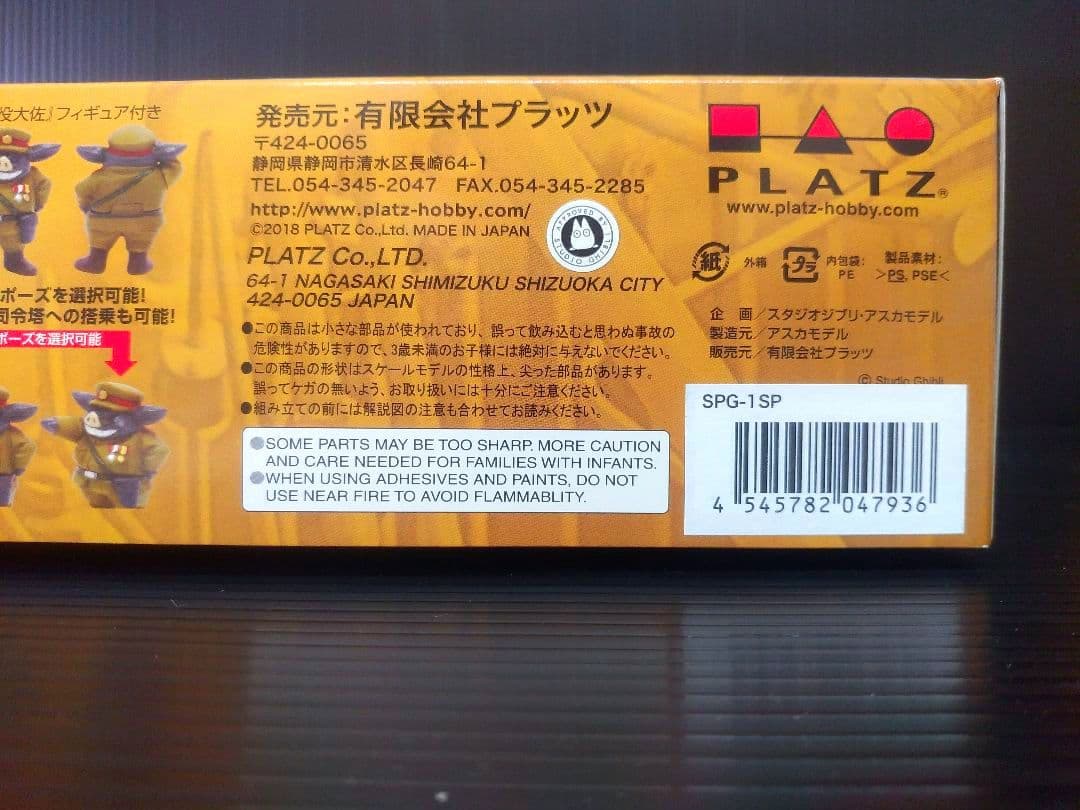 役大佐』フィギュア付き
ポーズを選択可能!
司令塔への搭乗も可能!
ポーズを選択可能
発売元:有限会社プラッツ
〒424-0065
静岡県静岡市清水区長崎64-1
TEL.054-345-2047 FAX.054-345-2285
http://www.platz-hobby.com/
©2018 PLATZ Co.,Ltd. MADE IN JAPAN
APPROVED BY STUDIO GHIBLI
PLATZ Co.,LTD.
64-1 NAGASAKI SHIMIZUKU SHIZUOKA CITY
424-0065 JAPAN
●この商品は小さな部品が使われており、誤って飲み込むと思わぬ事故の
危険性がありますので、3歳未満のお子様には絶対に与えないでください。
●この商品の形状はスケールモデルの性格上、尖った部品があります。
誤ってケガの無いよう、お取り扱いには十分にご注意ください。
●組み立ての前には解説図の注意も合わせてお読みください。
●SOME PARTS MAY BE TOO SHARP. MORE CAUTION
AND CARE NEEDED FOR FAMILIES WITH INFANTS.
●WHEN USING ADHESIVES AND PAINTS, DO NOT
USE NEAR FIRE TO AVOID FLAMMABLITY.
PLATZ®
www.platz-hobby.com
紙 外箱 プラ 内包袋: PE 製品素材: >PS, PSE<
企 画/スタジオジブリ・アスカモデル
製造元/アスカモデル
販売元/有限会社プラッツ
© Studio Ghibli
SPG-1SP
4 545782 047936